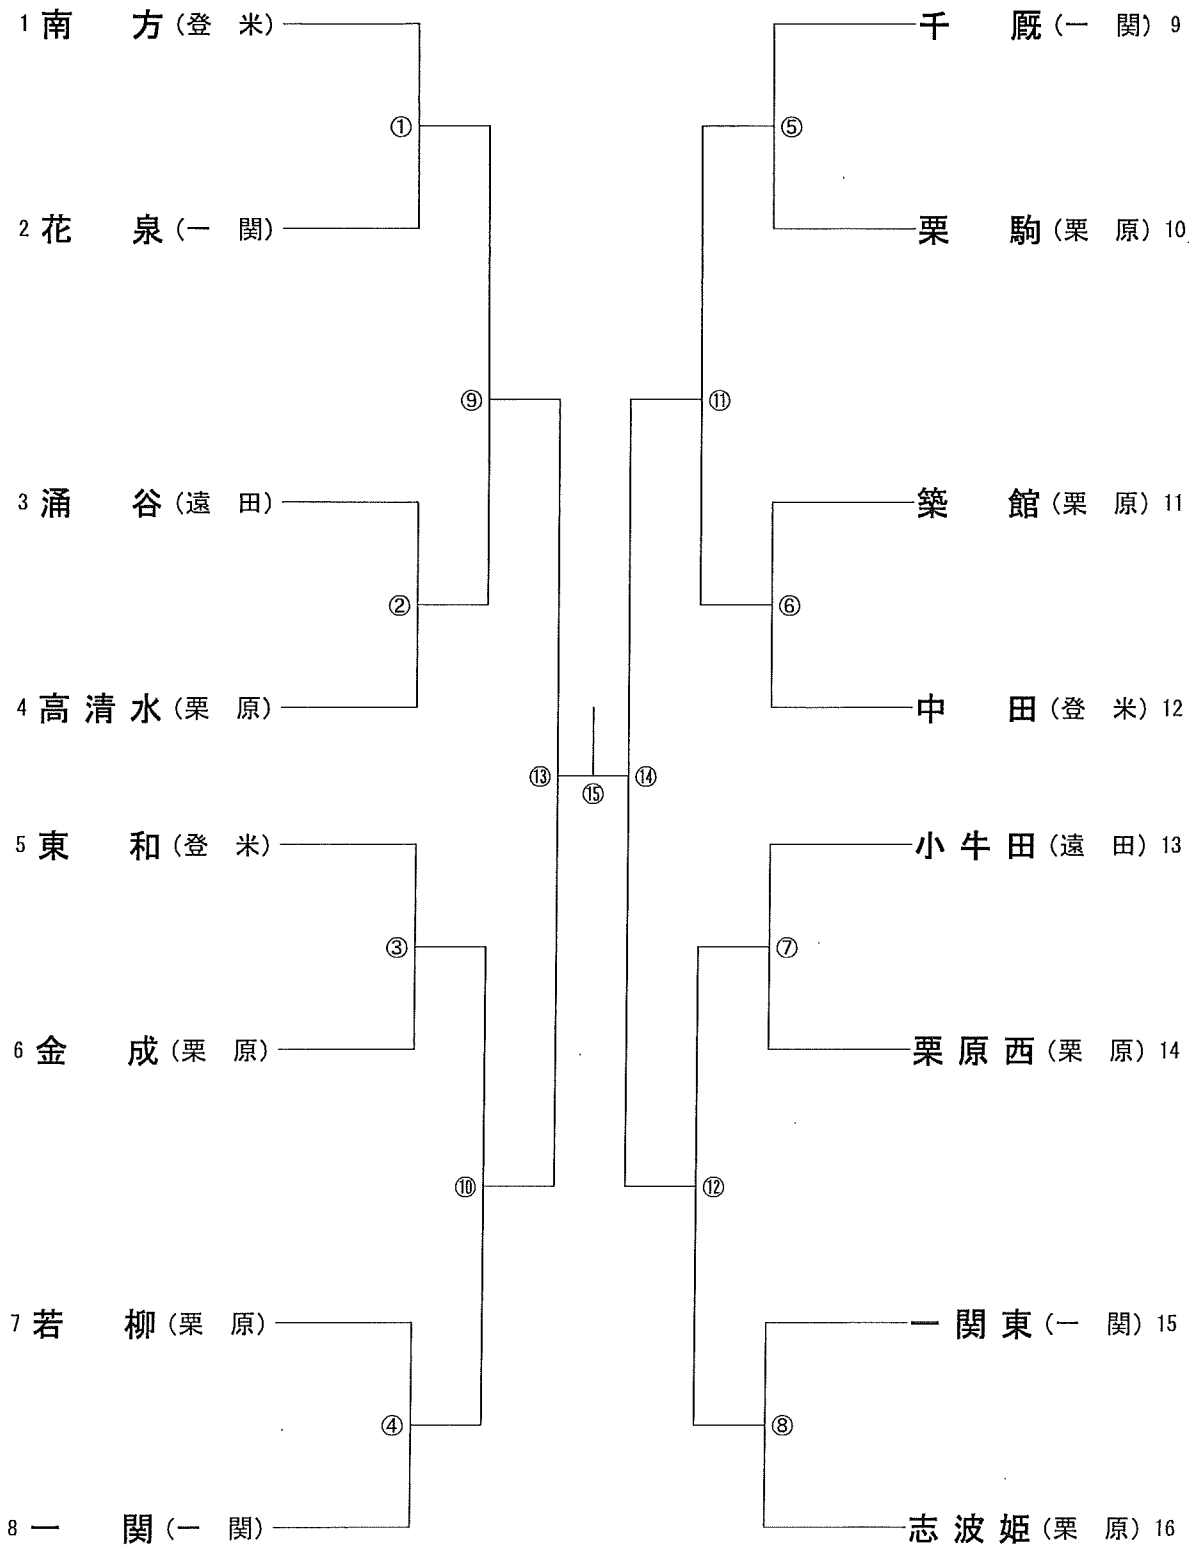 1 南方（登米）
千厩（一関）9
①
⑤
2 花泉（一関）
栗駒（栗原）10
⑨
⑪
3 涌谷（遠田）
築館（栗原）11
②
⑥
4 高清水（栗原）
中田（登米）12
⑬
⑭
⑮
5 東和（登米）
小牛田（遠田）13
③
⑦
6 金成（栗原）
栗原西（栗原）14
⑩
⑫
7 若柳（栗原）
一関東（一関）15
④
⑧
8 一関（一関）
志波姫（栗原）16